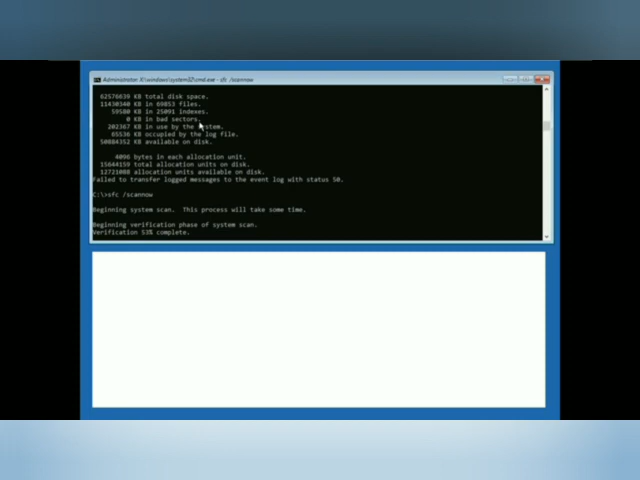 Administrator: X:\windows\system32\cmd.exe - sfc /scannow
62576639 KB total disk space.
11430340 KB in 69853 files.
59580 KB in 25091 indexes.
0 KB in bad sectors.
202367 KB in use by the system.
65536 KB occupied by the log file.
50884352 KB available on disk.
4096 bytes in each allocation unit.
15644159 total allocation units on disk.
12721088 allocation units available on disk.
Failed to transfer logged messages to the event log with status 50.
C:\>sfc /scannow
Beginning system scan. This process will take some time.
Beginning verification phase of system scan.
Verification 53% complete.